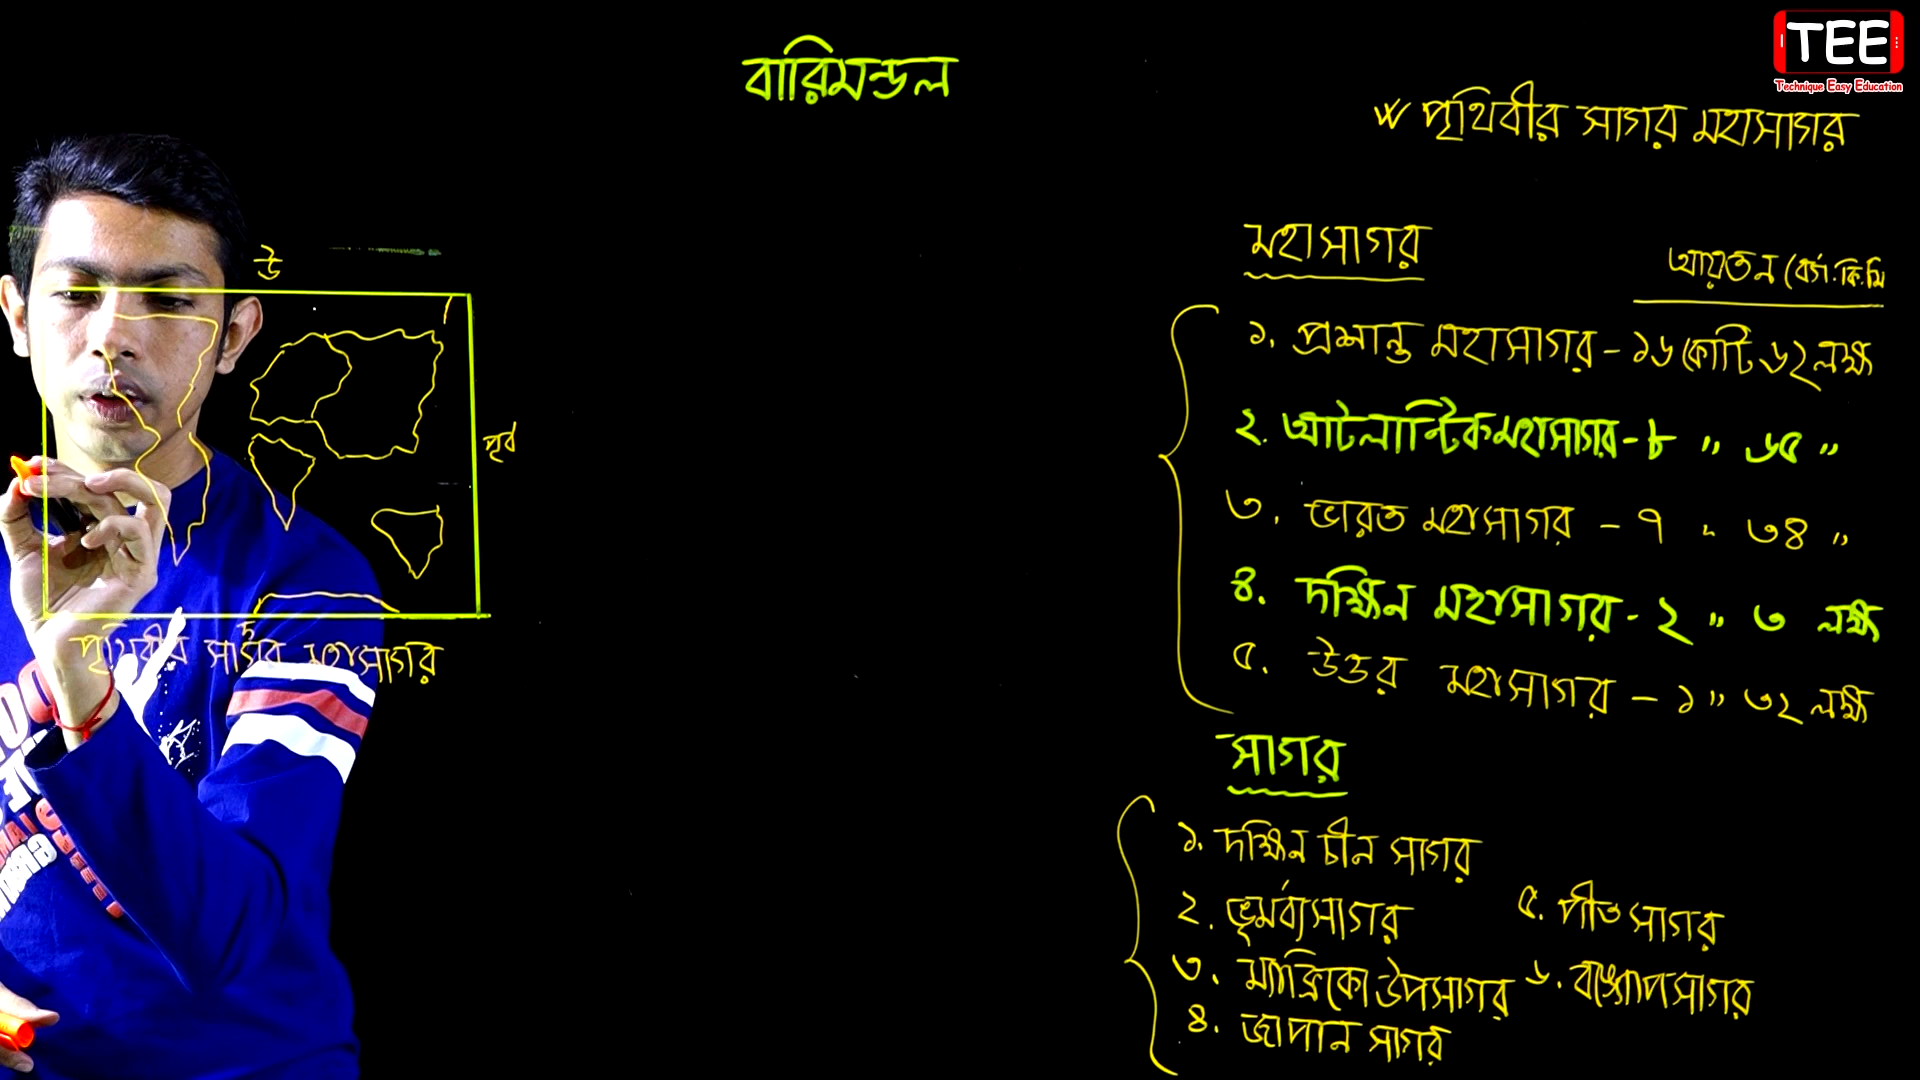 TEE
Technique Easy Education
বারিমন্ডল
পৃথিবীর সাগর মহাসাগর
মহাসাগর
আয়তন (বর্গ.কি.মি
১. প্রশান্ত মহাসাগর - ১৬ কোটি ৬২ লক্ষ
২. আটলান্টিক মহাসাগর - ৮ " ৬৫ "
৩. ভারত মহাসাগর - ৭ " ৩৪ "
৪. দক্ষিন মহাসাগর - ২ " ৩ লক্ষ
৫. উত্তর মহাসাগর - ১ " ৩২ লক্ষ
সাগর
১. দক্ষিন চীন সাগর
২. ভূমর্ব্যসাগর
৩. ম্যাক্সিকো উপসাগর
৪. জাপান সাগর
৫. পীত সাগর
৬. বঙ্গোপসাগর
উ
পূর্ব
দ
পৃথিবীর সাগর মহাসাগর